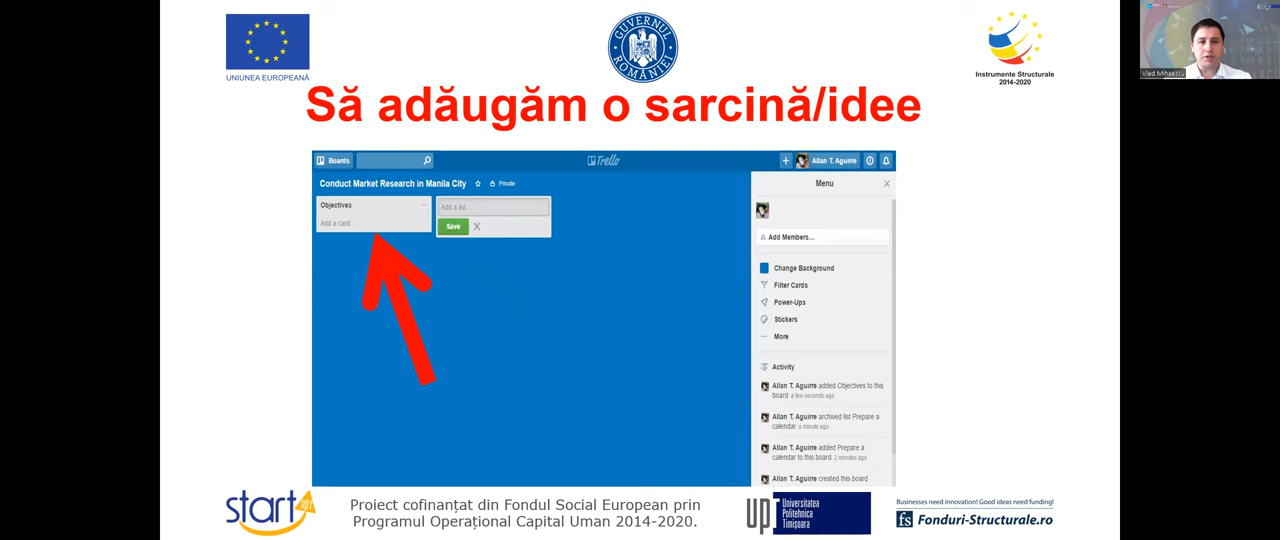 UNIUNEA EUROPEANĂ
GUVERNUL ROMÂNIEI
Instrumente Structurale
2014-2020
Vlad Mihaescu
Să adăugăm o sarcină/idee
Boards
Trello
Allan T. Aguirre
Conduct Market Research in Manila City
Private
Menu
Objectives
Add a list...
Add a card...
Save
Add Members...
Change Background
Filter Cards
Power-Ups
Stickers
More
Activity
Allan T. Aguirre added Objectives to this
board a few seconds ago
Allan T. Aguirre archived list Prepare a
calendar a minute ago
Allan T. Aguirre added Prepare a
calendar to this board 2 minutes ago
Allan T. Aguirre created this board
start UPT
Proiect cofinanțat din Fondul Social European prin
Programul Operațional Capital Uman 2014-2020.
UPT
Universitatea
Politehnica
Timișoara
Businesses need innovation! Good ideas need funding!
fs Fonduri-Structurale.ro